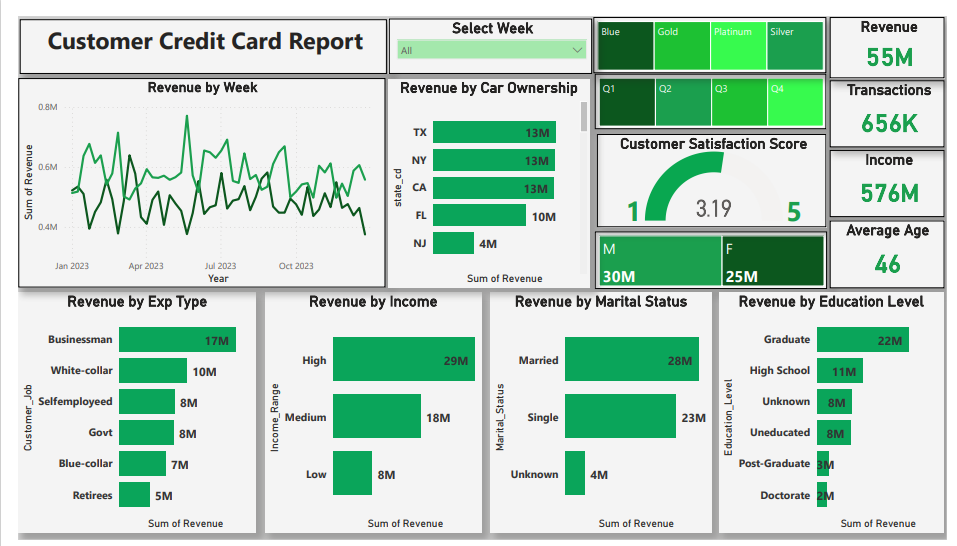 Customer Credit Card Report
Select Week
All
Blue
Gold
Platinum
Silver
Q1
Q2
Q3
Q4
Revenue
55M
Transactions
656K
Income
576M
Average Age
46
Revenue by Week
Sum of Revenue
0.8M
0.6M
0.4M
Jan 2023
Apr 2023
Jul 2023
Oct 2023
Year
Revenue by Car Ownership
state_cd
TX
13M
NY
13M
CA
13M
FL
10M
NJ
4M
Sum of Revenue
Customer Satisfaction Score
1
3.19
5
M
30M
F
25M
Revenue by Exp Type
Customer_Job
Businessman
17M
White-collar
10M
Selfemployeed
8M
Govt
8M
Blue-collar
7M
Retirees
5M
Sum of Revenue
Revenue by Income
Income_Range
High
29M
Medium
18M
Low
8M
Sum of Revenue
Revenue by Marital Status
Marital_Status
Married
28M
Single
23M
Unknown
4M
Sum of Revenue
Revenue by Education Level
Education_Level
Graduate
22M
High School
11M
Unknown
8M
Uneducated
8M
Post-Graduate
3M
Doctorate
2M
Sum of Revenue